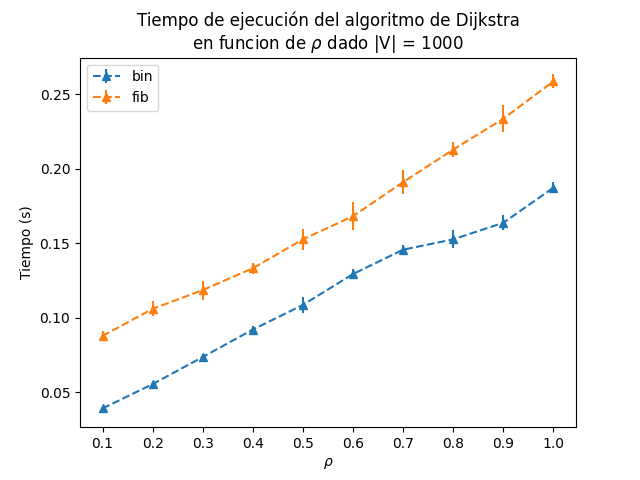 Tiempo de ejecución del algoritmo de Dijkstra
en funcion de ρ dado |V| = 1000
bin
fib
Tiempo (s)
0.25
0.20
0.15
0.10
0.05
0.1 0.2 0.3 0.4 0.5 0.6 0.7 0.8 0.9 1.0
ρ